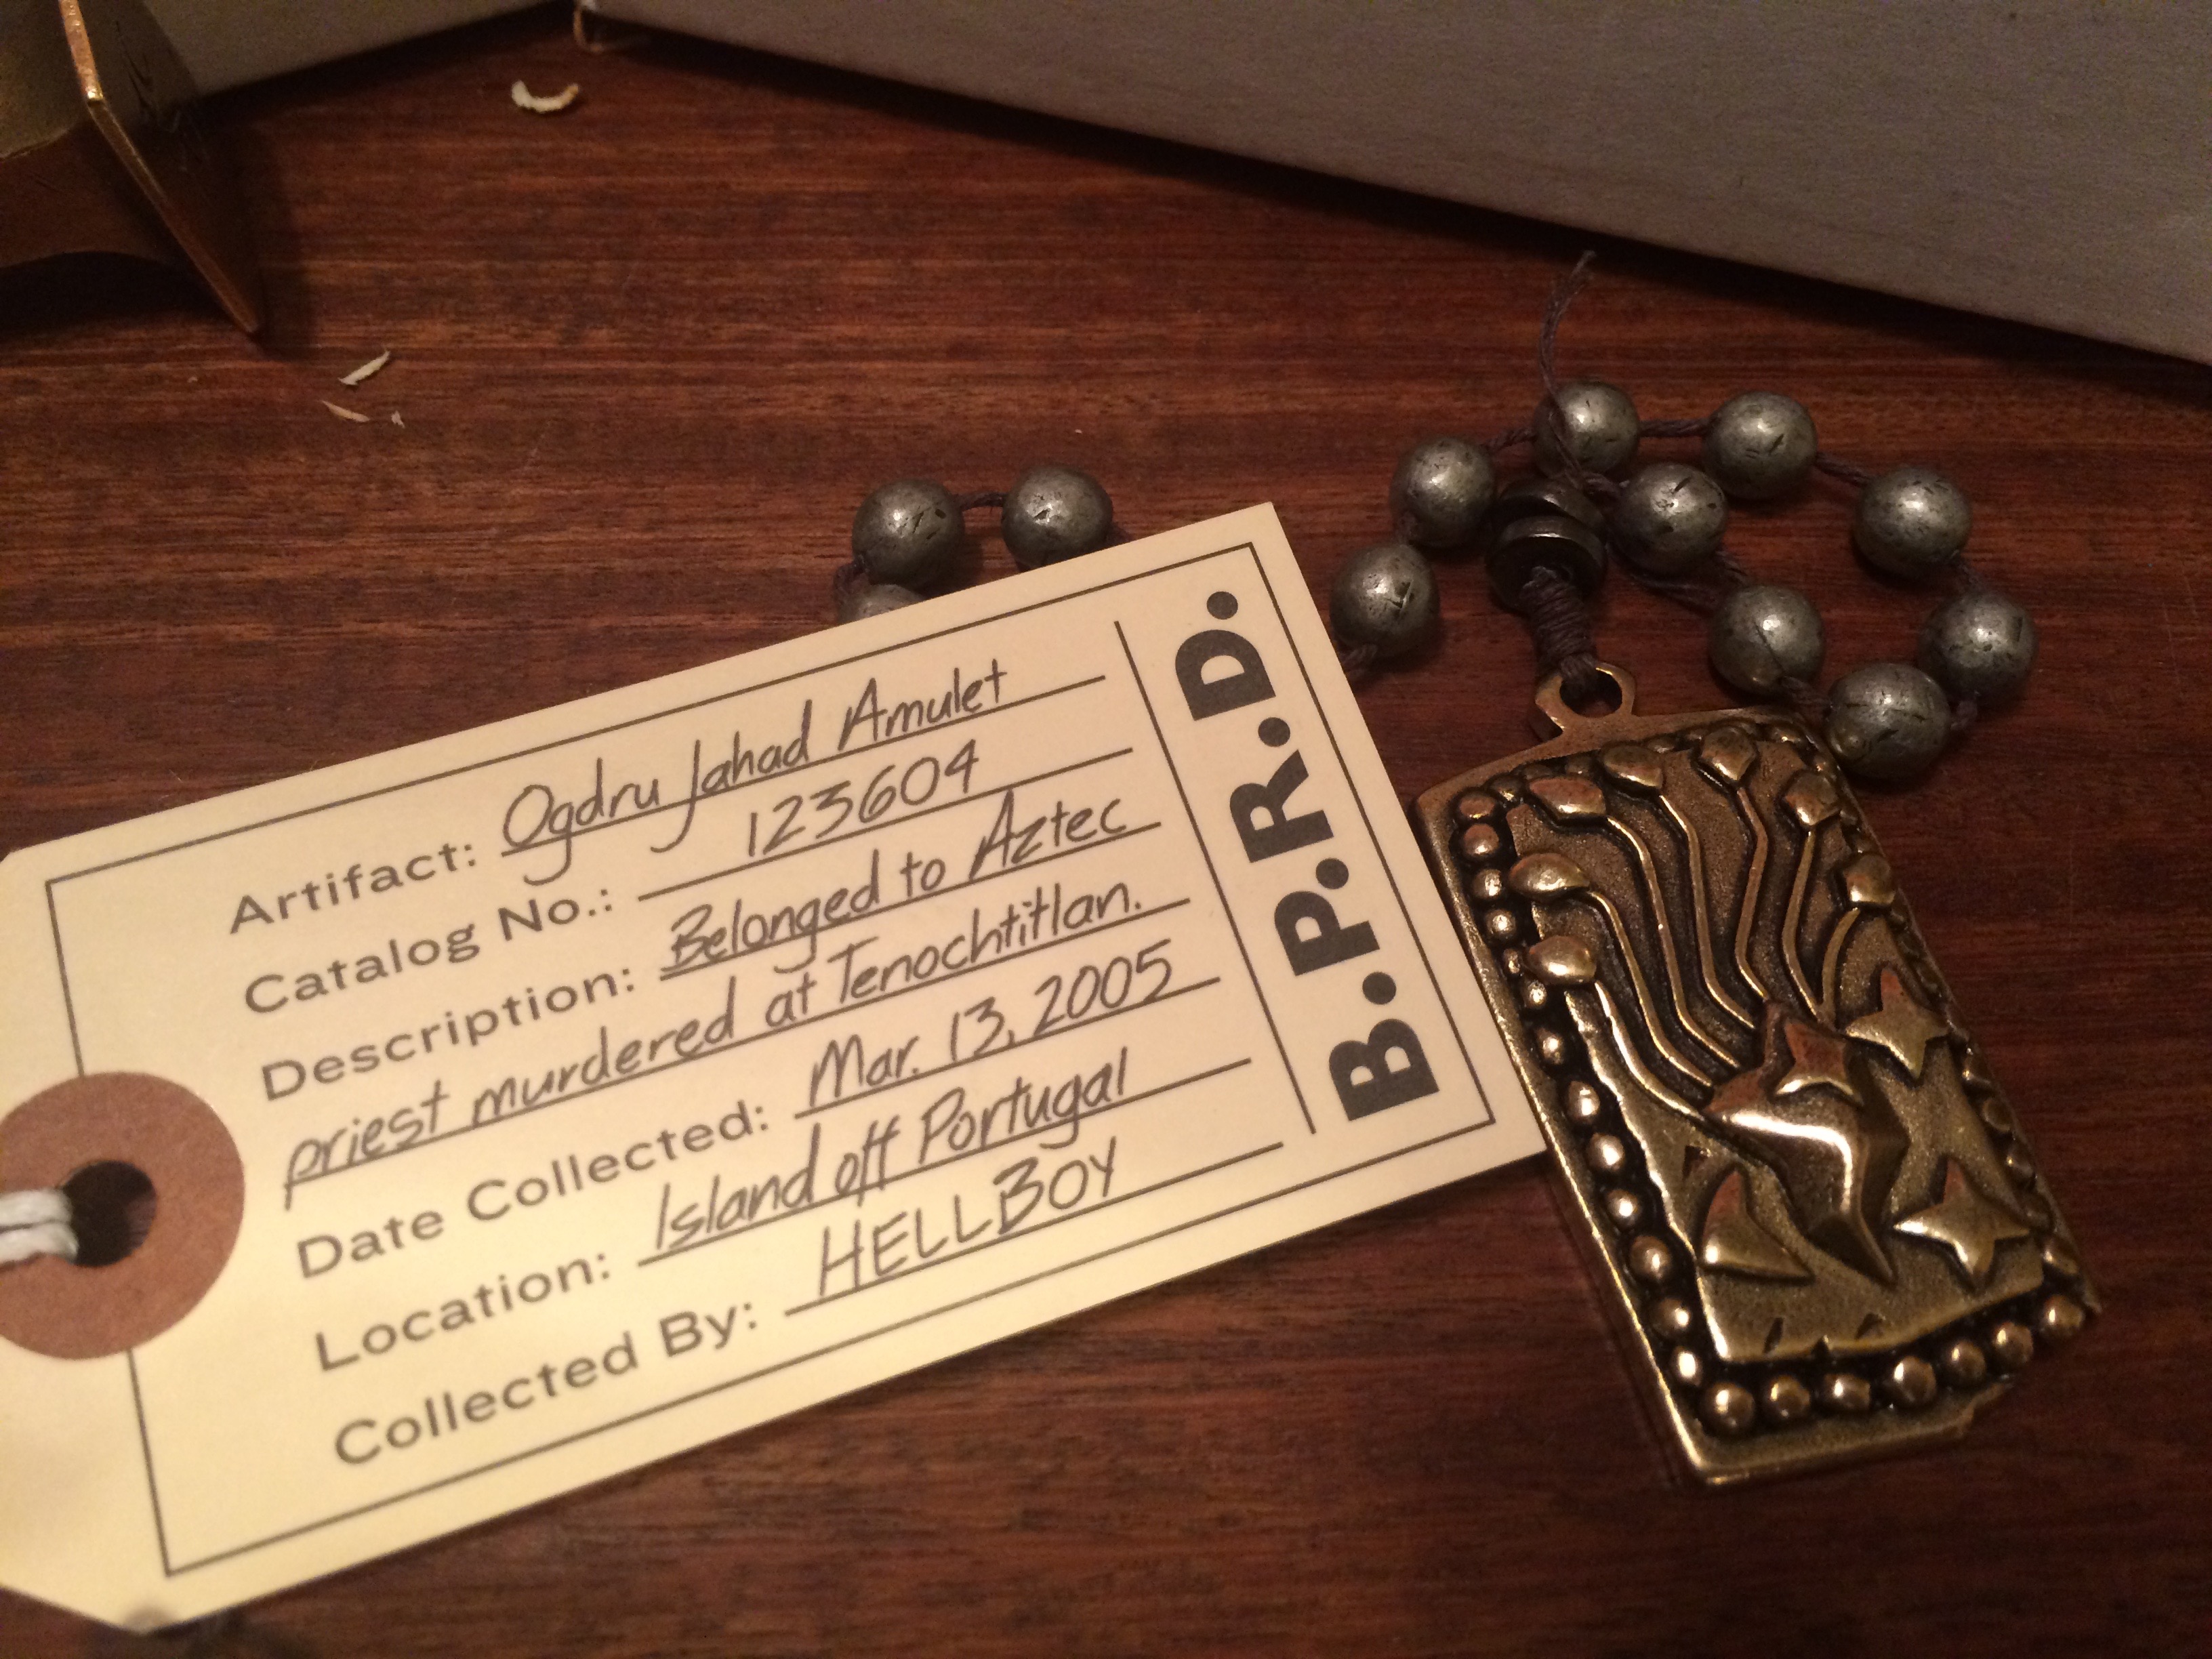 Artifact: Ogdru Jahad Amulet
Catalog No.: 123604
Description: Belonged to Aztec
priest murdered at Tenochtitlan.
Date Collected: Mar. 13, 2005
Location: Island off Portugal
Collected By: HELLBOY
B.P.R.D.